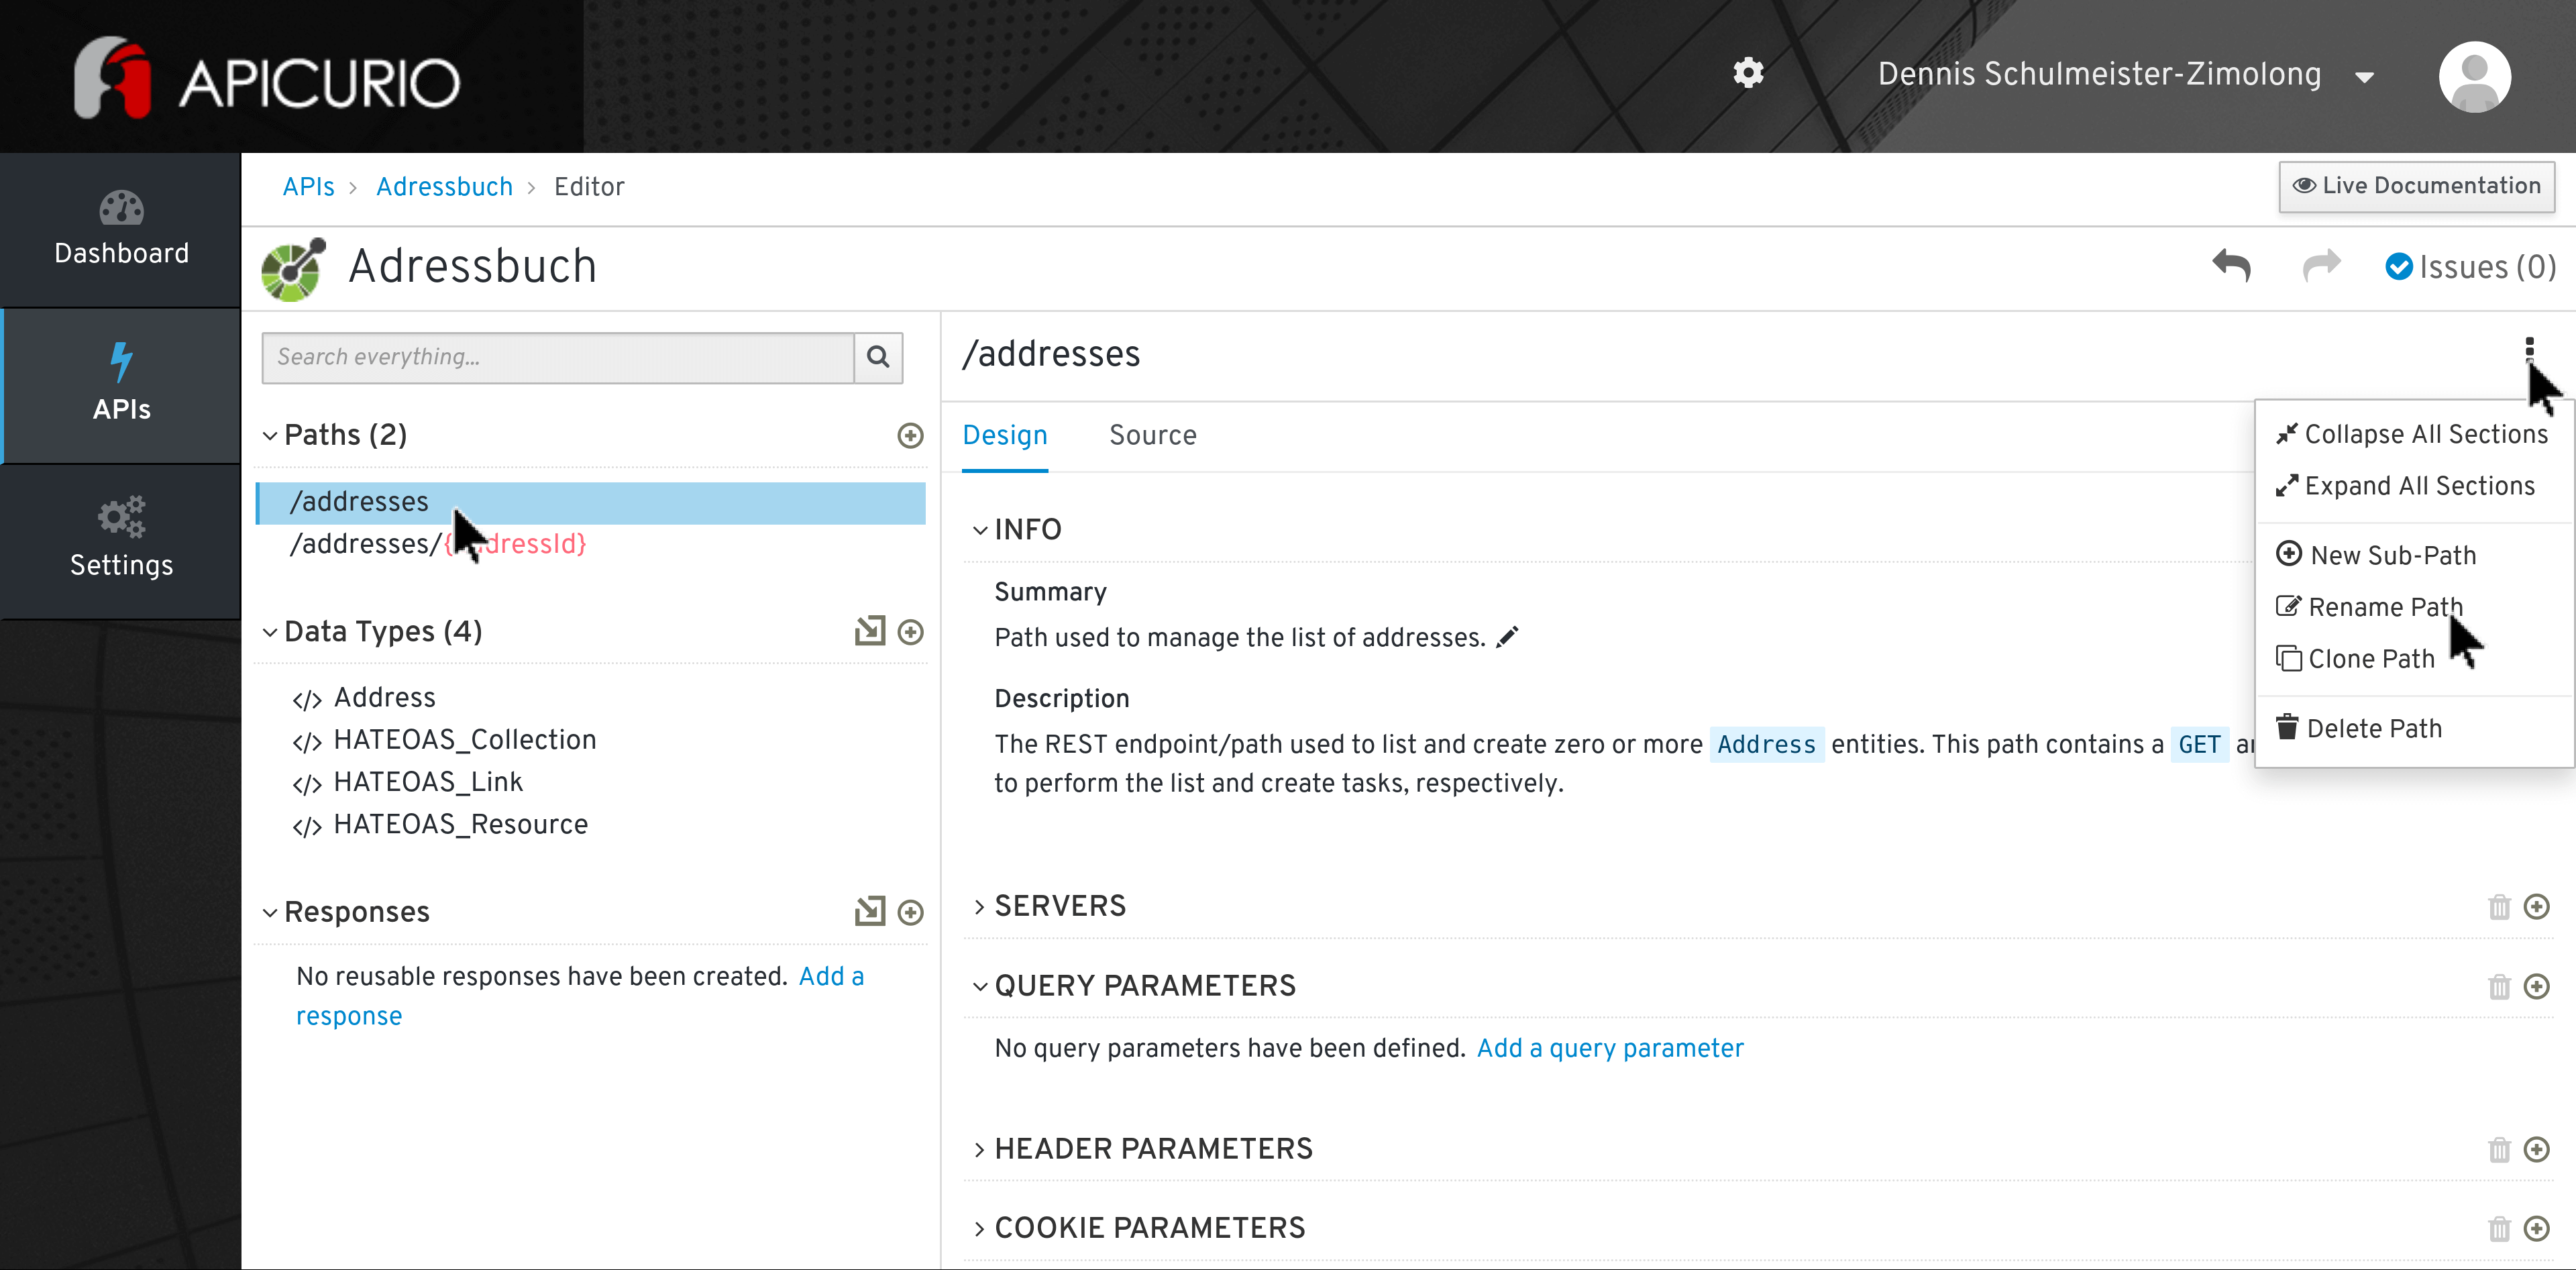 APICURIO
Dennis Schulmeister-Zimolong
Dashboard
APIs
Settings
APIs > Adressbuch > Editor
Live Documentation
Adressbuch
Issues (0)
Search everything...
Paths (2)
/addresses
/addresses/{
dressId}
Data Types (4)
</> Address
</> HATEOAS_Collection
</> HATEOAS_Link
</> HATEOAS_Resource
Responses
No reusable responses have been created. Add a
response
/addresses
Design Source
Collapse All Sections
Expand All Sections
New Sub-Path
Rename Path
Clone Path
Delete Path
INFO
Summary
Path used to manage the list of addresses.
Description
The REST endpoint/path used to list and create zero or more Address entities. This path contains a GET
to perform the list and create tasks, respectively.
SERVERS
QUERY PARAMETERS
No query parameters have been defined. Add a query parameter
HEADER PARAMETERS
COOKIE PARAMETERS